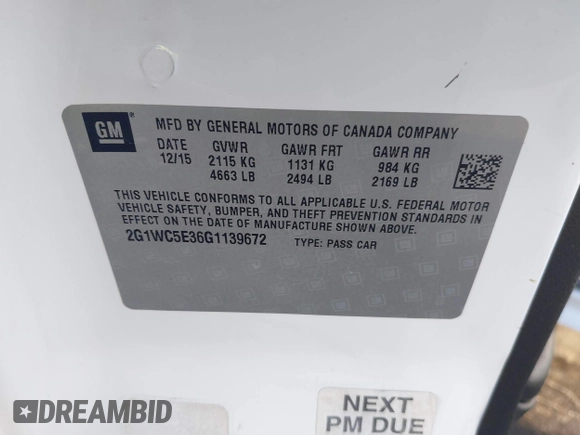 GM
MFD BY GENERAL MOTORS OF CANADA COMPANY
DATE GVWR GAWR FRT GAWR RR
12/15 2115 KG 1131 KG 984 KG
4663 LB 2494 LB 2169 LB
THIS VEHICLE CONFORMS TO ALL APPLICABLE U.S. FEDERAL MOTOR
VEHICLE SAFETY, BUMPER, AND THEFT PREVENTION STANDARDS IN
EFFECT ON THE DATE OF MANUFACTURE SHOWN ABOVE.
2G1WC5E36G1139672 TYPE: PASS CAR
NEXT
PM DUE
DREAMBID